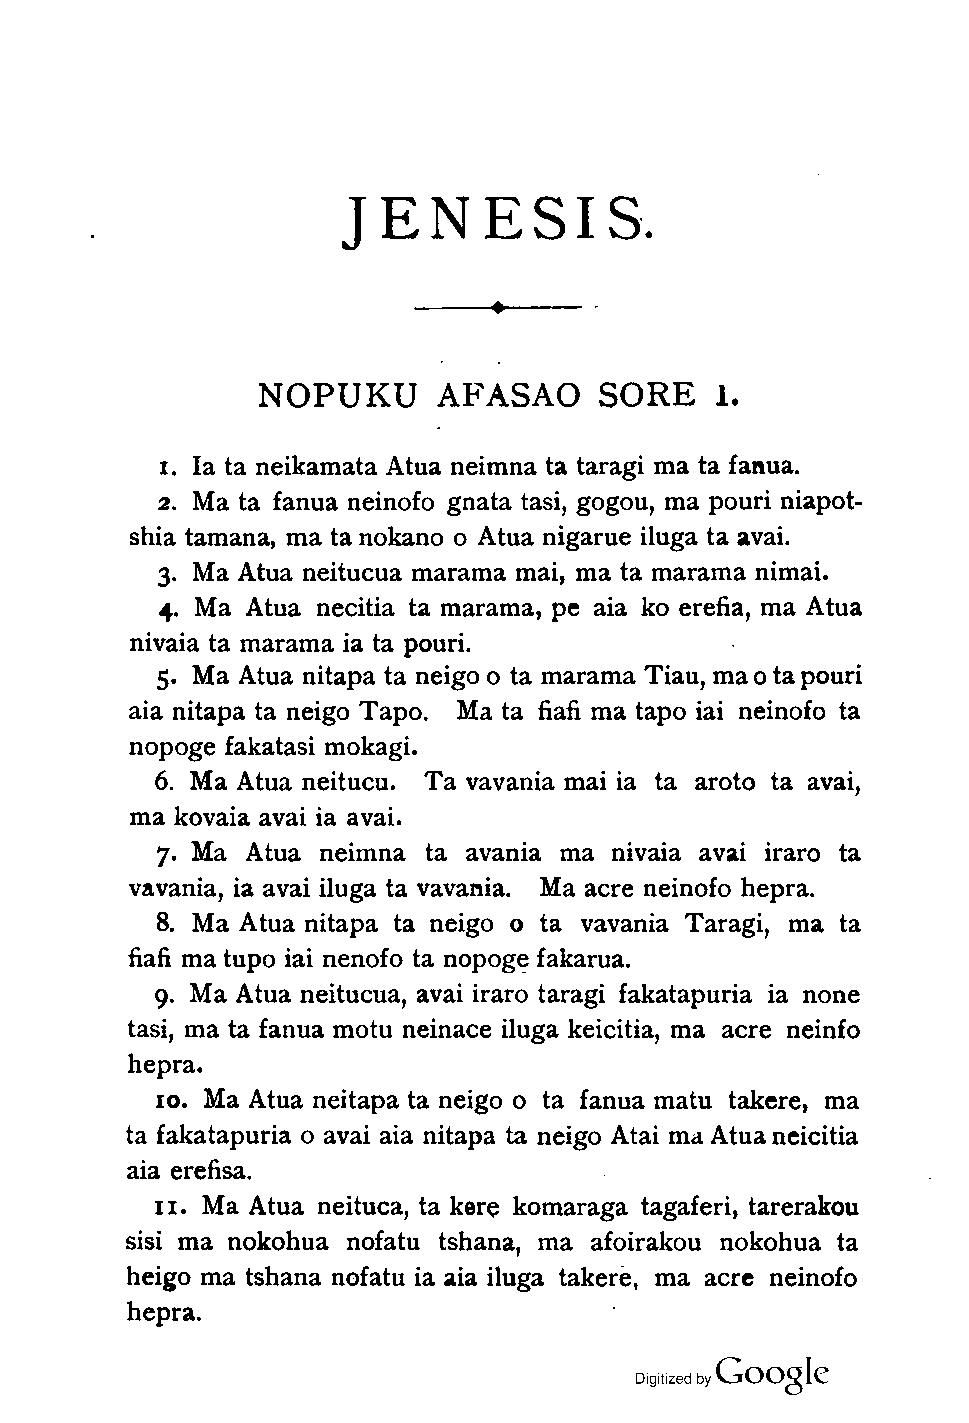 JENESIS.
NOPUKU AFASAO SORE 1.
1. Ia ta neikamata Atua neimna ta taragi ma ta fanua.
2. Ma ta fanua neinofo gnata tasi, gogou, ma pouri niapot-
shia tamana, ma ta nokano o Atua nigarue iluga ta avai.
3. Ma Atua neitucua marama mai, ma ta marama nimai.
4. Ma Atua necitia ta marama, pe aia ko erefia, ma Atua
nivaia ta marama ia ta pouri.
5. Ma Atua nitapa ta neigo o ta marama Tiau, ma o ta pouri
aia nitapa ta neigo Tapo. Ma ta fiafi ma tapo iai neinofo ta
nopoge fakatasi mokagi.
6. Ma Atua neitucu. Ta vavania mai ia ta aroto ta avai,
ma kovaia avai ia avai.
7. Ma Atua neimna ta avania ma nivaia avai iraro ta
vavania, ia avai iluga ta vavania. Ma acre neinofo hepra.
8. Ma Atua nitapa ta neigo o ta vavania Taragi, ma ta
fiafi ma tupo iai nenofo ta nopoge fakarua.
9. Ma Atua neitucua, avai iraro taragi fakatapuria ia none
tasi, ma ta fanua motu neinace iluga keicitia, ma acre neinfo
hepra.
10. Ma Atua neitapa ta neigo o ta fanua matu takere, ma
ta fakatapuria o avai aia nitapa ta neigo Atai ma Atua neicitia
aia erefisa.
11. Ma Atua neituca, ta kere komaraga tagaferi, tarerakou
sisi ma nokohua nofatu tshana, ma afoirakou nokohua ta
heigo ma tshana nofatu ia aia iluga takere, ma acre neinofo
hepra.
Digitized by Google